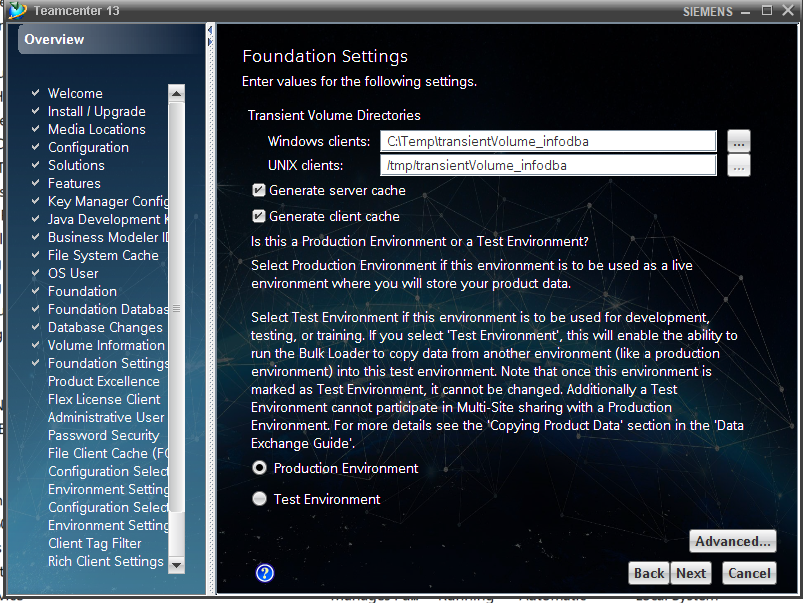 Teamcenter 13
SIEMENS
Overview
Welcome
Install / Upgrade
Media Locations
Configuration
Solutions
Features
Key Manager Config
Java Development
Business Modeler
File System Cache
OS User
Foundation
Foundation Databas
Database Changes
Volume Information
Foundation Settings
Product Excellence
Flex License Client
Administrative User
Password Security
File Client Cache (FC
Configuration Select
Environment Setting
Configuration Select
Environment Setting
Client Tag Filter
Rich Client Settings
Foundation Settings
Enter values for the following settings.
Transient Volume Directories
Windows clients: C:\Temp\transientVolume_infodba ...
UNIX clients: /tmp/transientVolume_infodba ...
Generate server cache
Generate client cache
Is this a Production Environment or a Test Environment?
Select Production Environment if this environment is to be used as a live
environment where you will store your product data.
Select Test Environment if this environment is to be used for development,
testing, or training. If you select 'Test Environment', this will enable the ability to
run the Bulk Loader to copy data from another environment (like a production
environment) into this test environment. Note that once this environment is
marked as Test Environment, it cannot be changed. Additionally a Test
Environment cannot participate in Multi-Site sharing with a Production
Environment. For more details see the 'Copying Product Data' section in the 'Data
Exchange Guide'.
Production Environment
Test Environment
Advanced...
?
Back Next Cancel